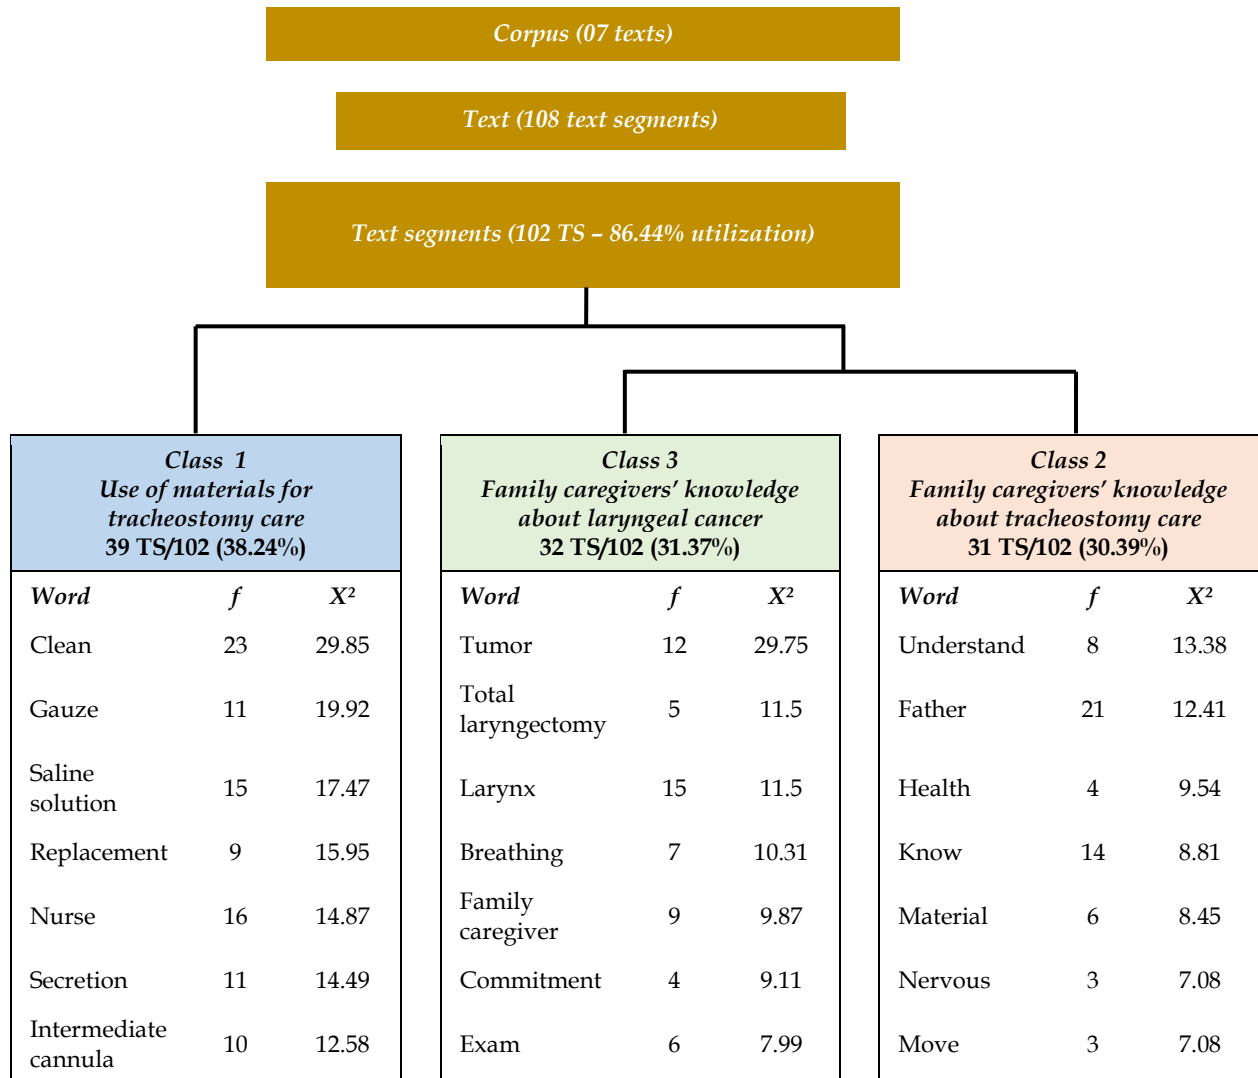 Corpus (07 texts)
Text (108 text segments)
Text segments (102 TS – 86.44% utilization)
Class 1
Use of materials for
tracheostomy care
39 TS/102 (38.24%)
Word f X²
Clean 23 29.85
Gauze 11 19.92
Saline
solution 15 17.47
Replacement 9 15.95
Nurse 16 14.87
Secretion 11 14.49
Intermediate
cannula 10 12.58
Class 3
Family caregivers’ knowledge
about laryngeal cancer
32 TS/102 (31.37%)
Word f X²
Tumor 12 29.75
Total
laryngectomy 5 11.5
Larynx 15 11.5
Breathing 7 10.31
Family
caregiver 9 9.87
Commitment 4 9.11
Exam 6 7.99
Class 2
Family caregivers’ knowledge
about tracheostomy care
31 TS/102 (30.39%)
Word f X²
Understand 8 13.38
Father 21 12.41
Health 4 9.54
Know 14 8.81
Material 6 8.45
Nervous 3 7.08
Move 3 7.08